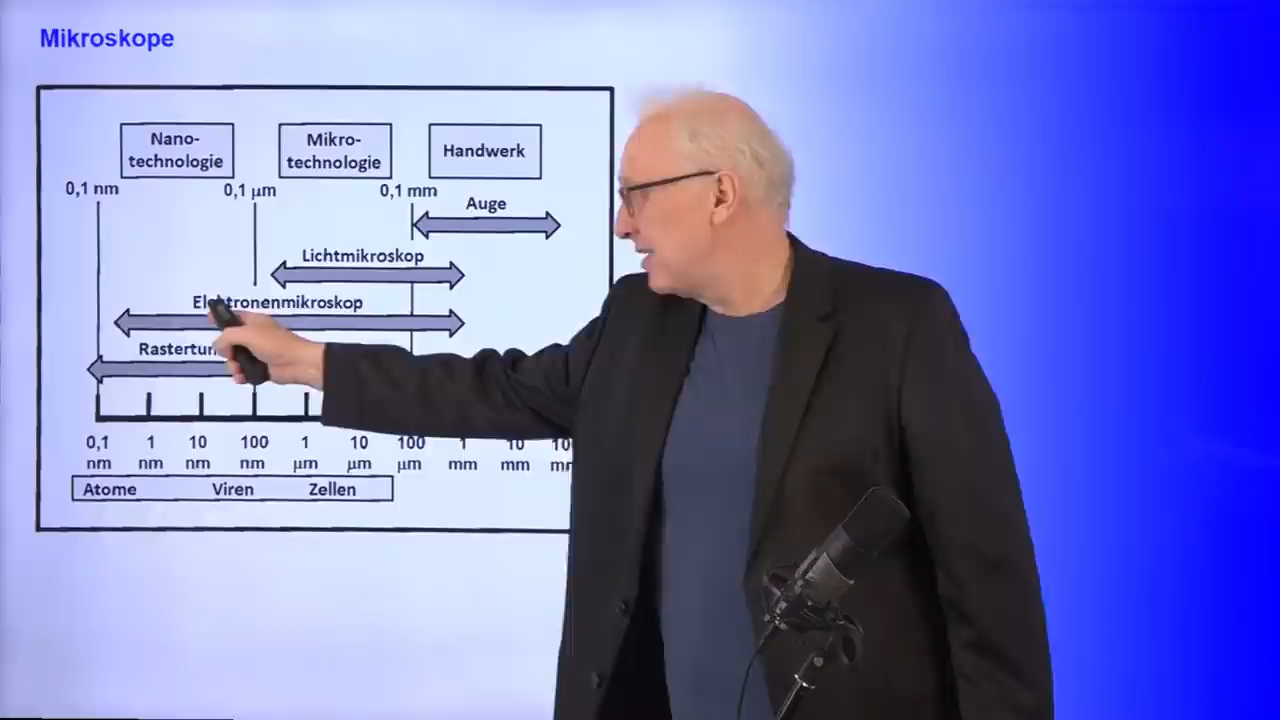 Mikroskope
Nano-
technologie
Mikro-
technologie
Handwerk
0,1 nm
0,1 µm
0,1 mm
Auge
Lichtmikroskop
Elektronenmikroskop
0,1 1 10 100 1 10 100 1 10
nm nm nm nm µm µm µm mm mm
Atome Viren Zellen